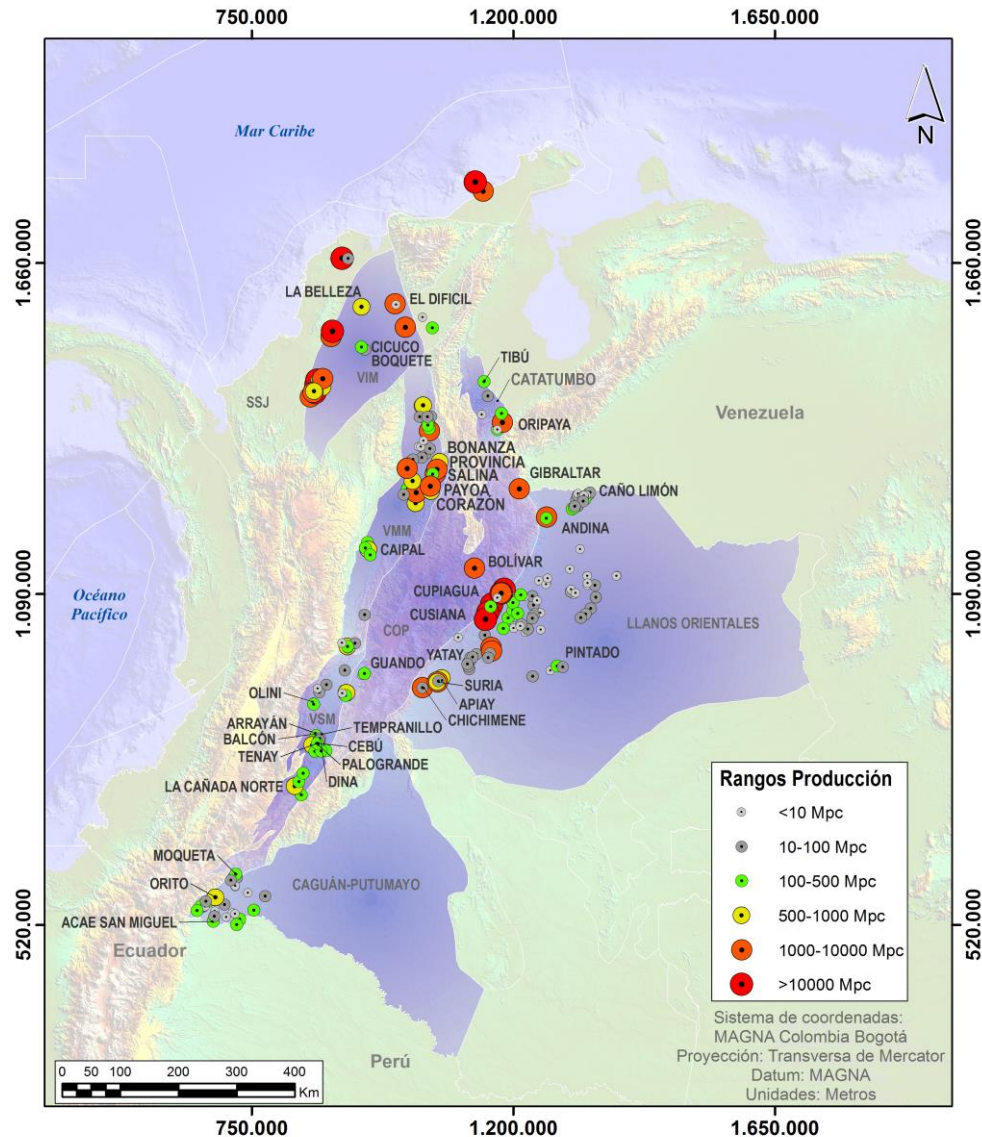 750.000
1.200.000
1.650.000
N
Mar Caribe
1.660.000
1.660.000
LA BELLEZA
EL DIFICIL
CICUCO
BOQUETE
VIM
SSJ
TIBÚ
CATATUMBO
Venezuela
ORIPAYA
BONANZA
PROVINCIA
SALINA
PAYOA
CORAZÓN
GIBRALTAR
CAÑO LIMÓN
ANDINA
VMM
CAIPAL
BOLÍVAR
Océano
Pacífico
1.090.000
1.090.000
CUPIAGUA
CUSIANA
LLANOS ORIENTALES
COP
GUANDO
YATAY
PINTADO
SURIA
APIAY
CHICHIMENE
OLINI
VSM
ARRAYÁN
BALCÓN
TENAY
TEMPRANILLO
CEBÚ
PALOGRANDE
DINA
LA CAÑADA NORTE
MOQUETA
ORITO
CAGUÁN-PUTUMAYO
ACAE SAN MIGUEL
520.000
520.000
Ecuador
Perú
Rangos Producción
<10 Mpc
10-100 Mpc
100-500 Mpc
500-1000 Mpc
1000-10000 Mpc
>10000 Mpc
Sistema de coordenadas:
MAGNA Colombia Bogotá
Proyección: Transversa de Mercator
Datum: MAGNA
Unidades: Metros
0 50 100 200 300 400
Km
750.000
1.200.000
1.650.000